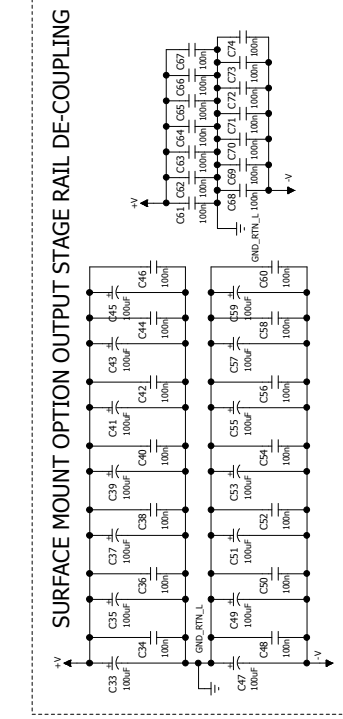 SURFACE MOUNT OPTION OUTPUT STAGE RAIL DE-COUPLING
+V
C33
100uF
C34
100n
C35
100uF
C36
100n
C37
100uF
C38
100n
C39
100uF
C40
100n
C41
100uF
C42
100n
C43
100uF
C44
100n
C45
100uF
C46
100n
GND_RTN_L
C47
100uF
C48
100n
C49
100uF
C50
100n
C51
100uF
C52
100n
C53
100uF
C54
100n
C55
100uF
C56
100n
C57
100uF
C58
100n
C59
100uF
C60
100n
-V
+V
C61
100n
C62
100n
C63
100n
C64
100n
C65
100n
C66
100n
C67
100n
GND_RTN_L
C68
100n
C69
100n
C70
100n
C71
100n
C72
100n
C73
100n
C74
100n
-V